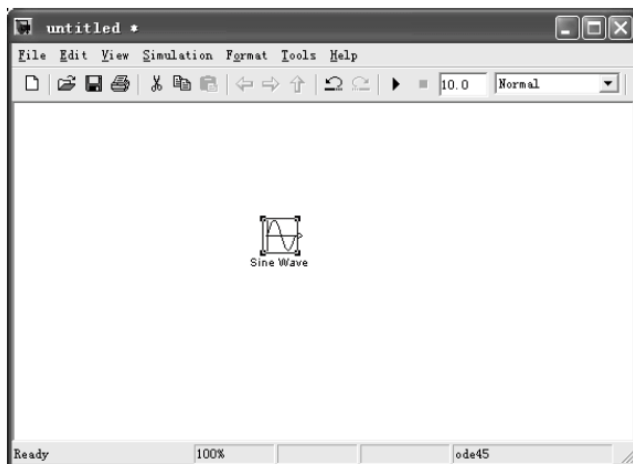 untitled *
File Edit View Simulation Format Tools Help
10.0 Normal
Sine Wave
Ready 100% ode45